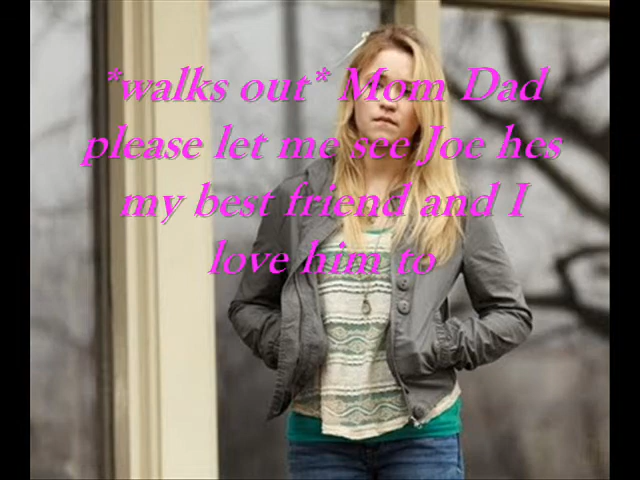 *walks out* Mom Dad
please let me see Joe hes
my best friend and I
love him to